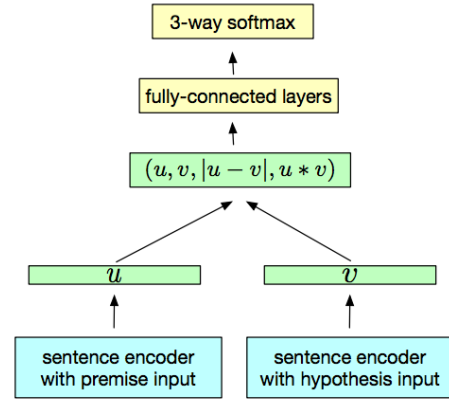 3-way softmax
fully-connected layers
(u, v, |u − v|, u ∗ v)
u
v
sentence encoder
with premise input
sentence encoder
with hypothesis input